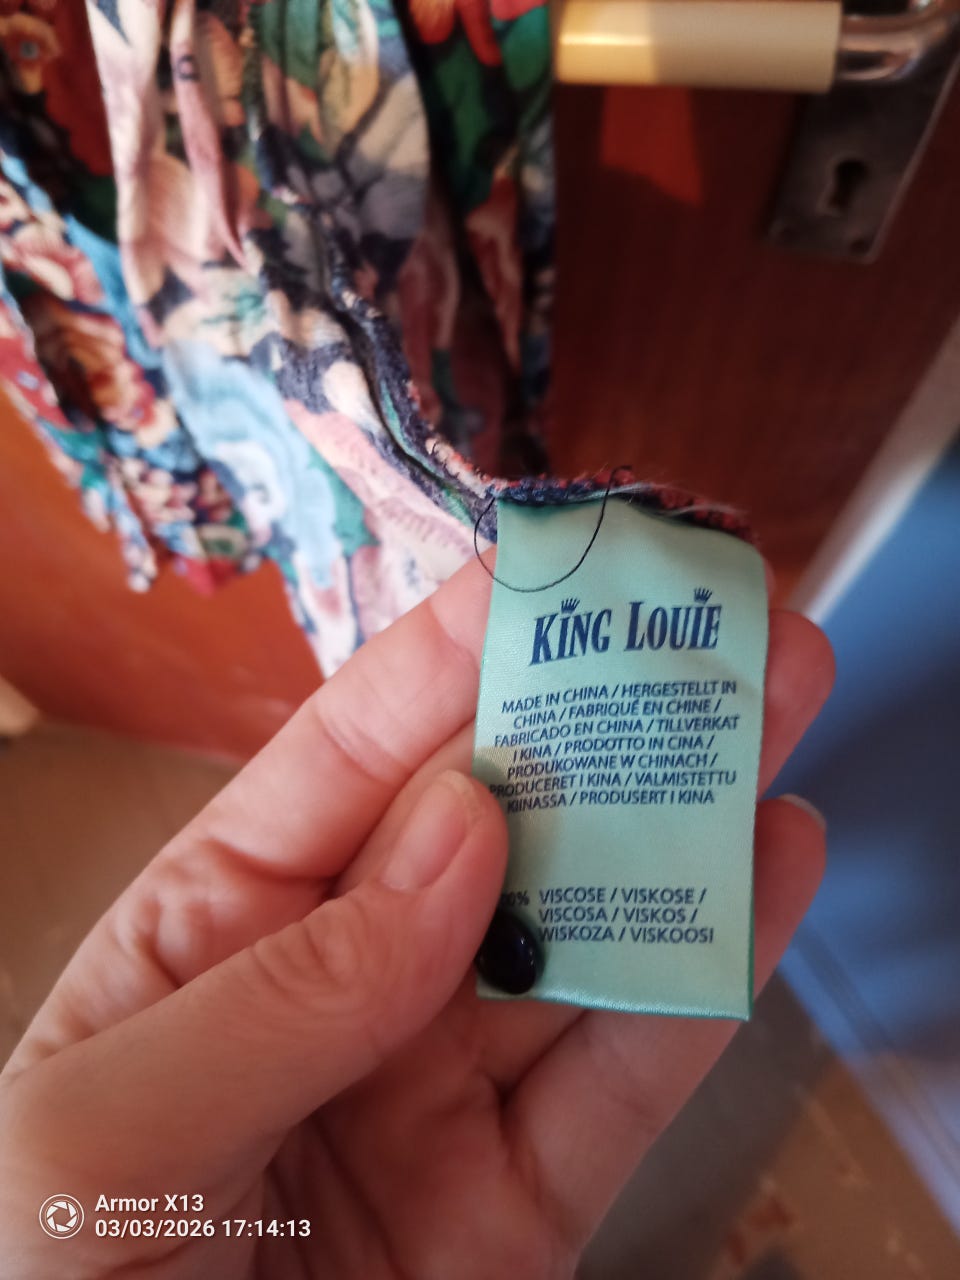 KING LOUIE
MADE IN CHINA / HERGESTELLT IN
CHINA / FABRIQUÉ EN CHINE /
FABRICADO EN CHINA / TILLVERKAT
I KINA / PRODOTTO IN CINA /
PRODUKOWANE W CHINACH /
PRODUCERET I KINA / VALMISTETTU
KIINASSA / PRODUSERT I KINA
VISCOSE / VISKOSE /
VISCOSA / VISKOS /
WISKOZA / VISKOOSI
Armor X13
03/03/2026 17:14:13